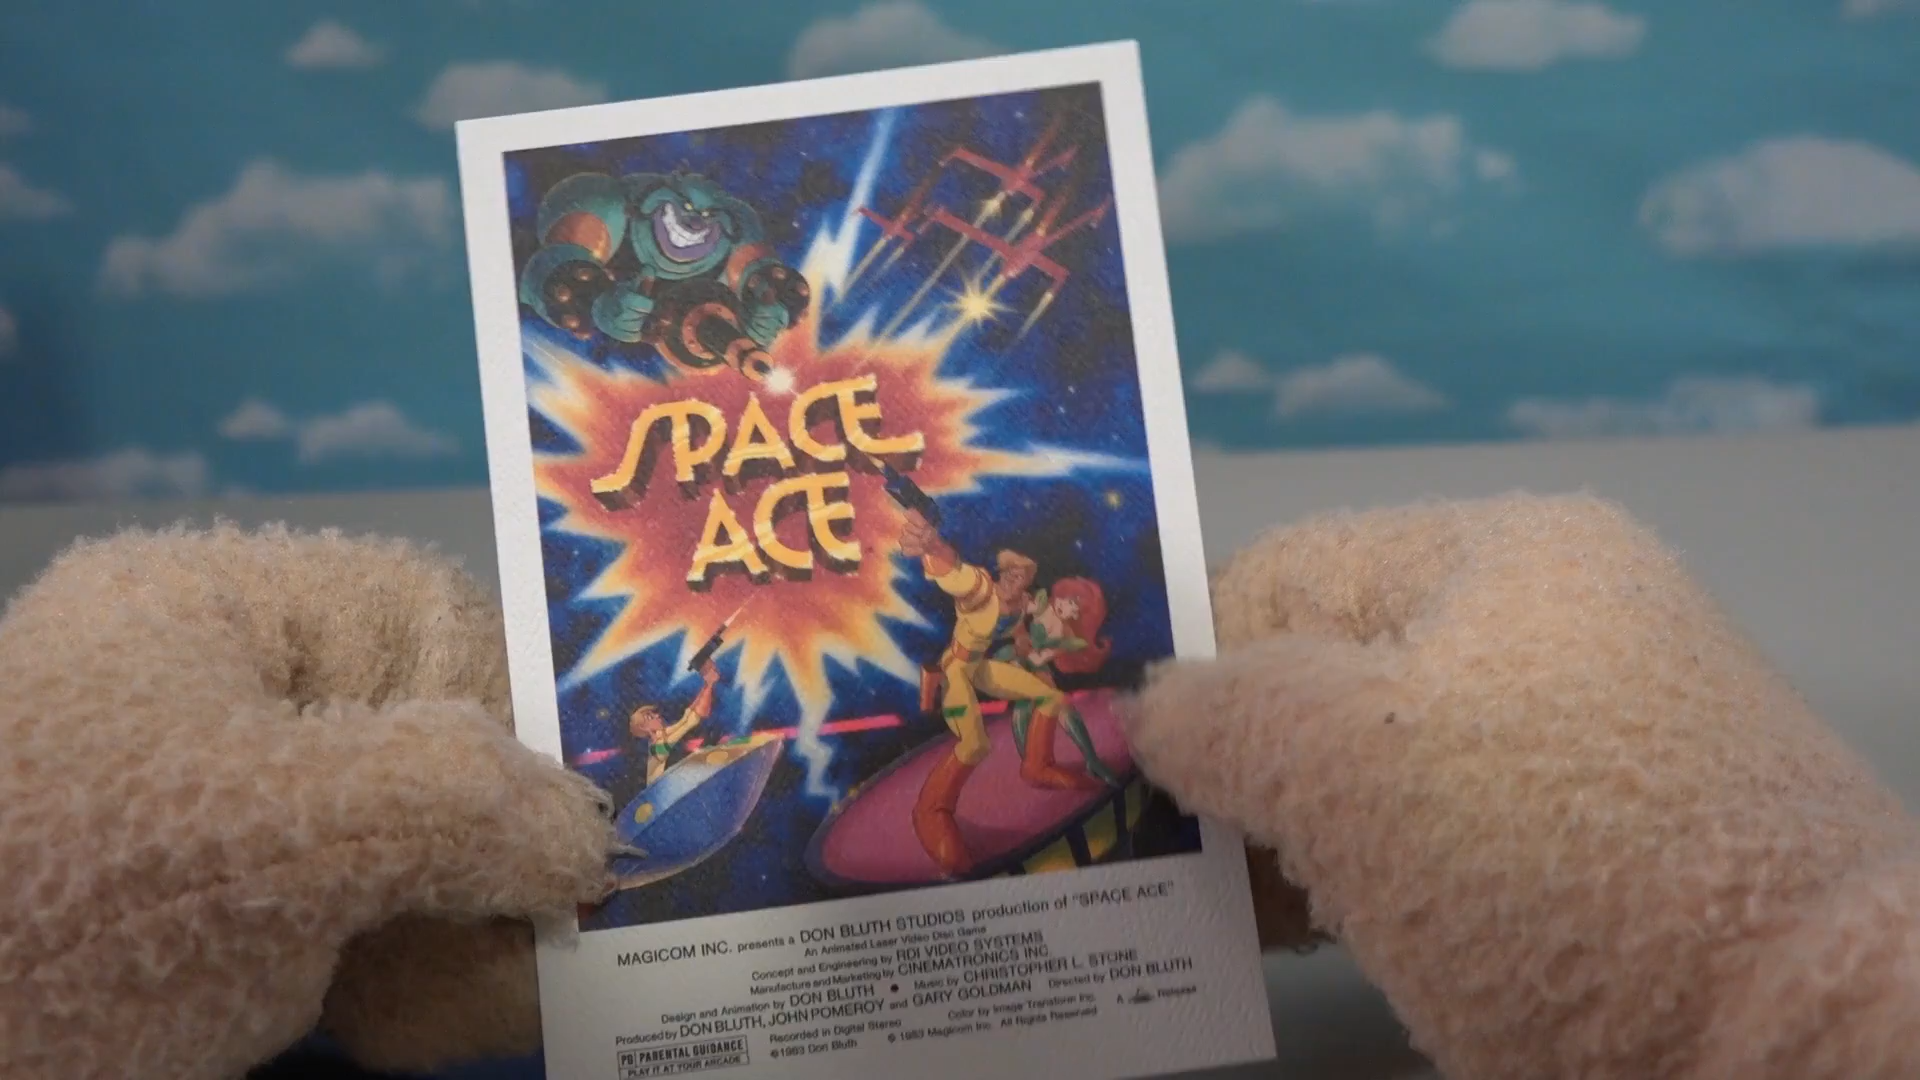 SPACE
ACE
MAGICOM INC. presents a DON BLUTH STUDIOS production of "SPACE ACE"
An Animated Laser Video Disc Game
Concept and Engineering by RDI VIDEO SYSTEMS
Manufacture and Marketing by CINEMATRONICS INC.
Design and Animation by DON BLUTH • Music by CHRISTOPHER L. STONE
Produced by DON BLUTH, JOHN POMEROY and GARY GOLDMAN Directed by DON BLUTH
Recorded in Digital Stereo Color by Image Transform Inc. A Release
©1983 Don Bluth © 1983 Magicom Inc. All Rights Reserved
PG PARENTAL GUIDANCE
PLAY IT AT YOUR ARCADE